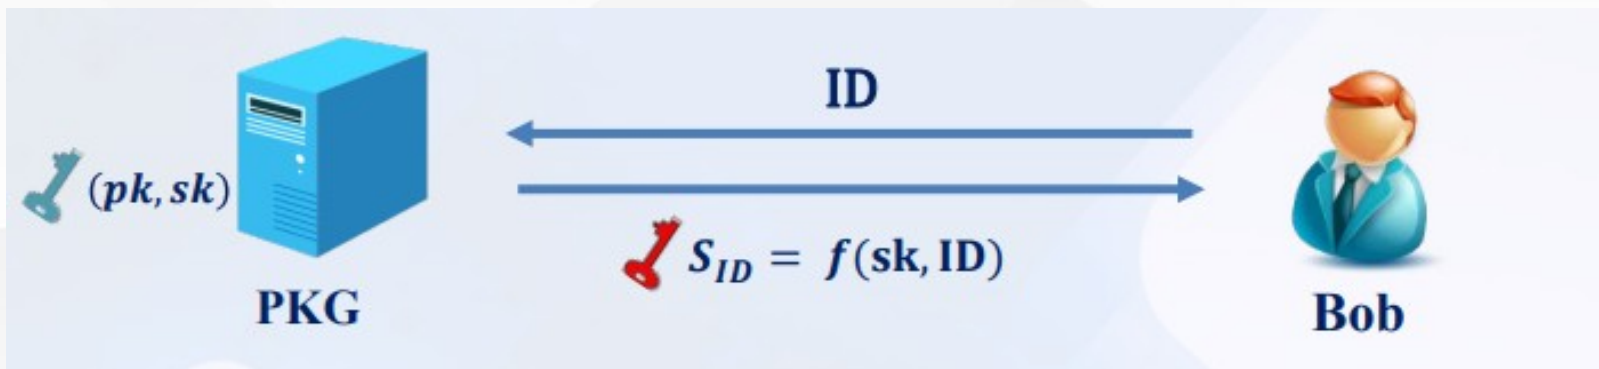 ID
(pk, sk)
S_ID = f(sk, ID)
PKG
Bob